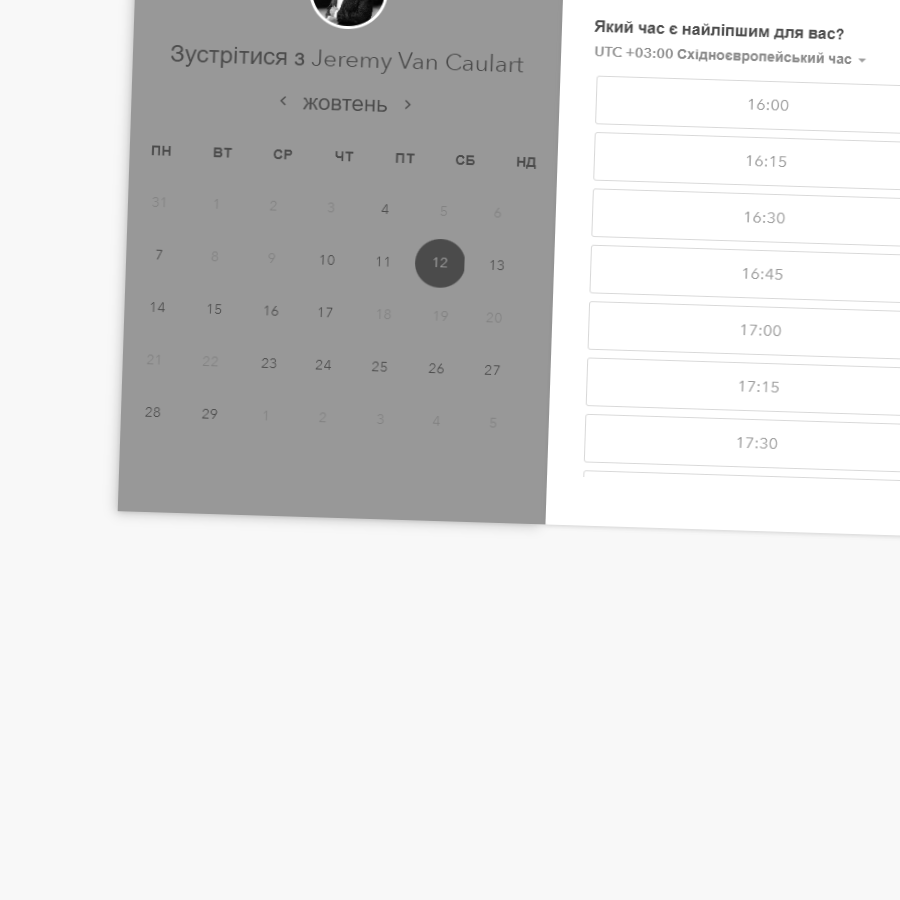 Зустрітися з Jeremy Van Caulart
жовтень
ПН ВТ СР ЧТ ПТ СБ НД
31 1 2 3 4 5 6
7 8 9 10 11 12 13
14 15 16 17 18 19 20
21 22 23 24 25 26 27
28 29 1 2 3 4 5
Який час є найліпшим для вас?
UTC +03:00 Східноєвропейський час
16:00
16:15
16:30
16:45
17:00
17:15
17:30